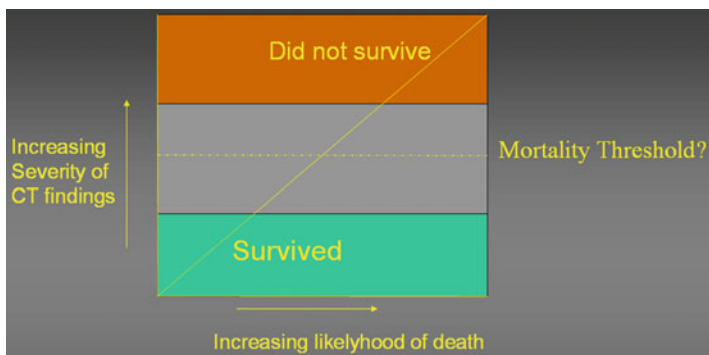 Did not survive
Increasing
Severity of
CT findings
Mortality Threshold?
Survived
Increasing likelyhood of death